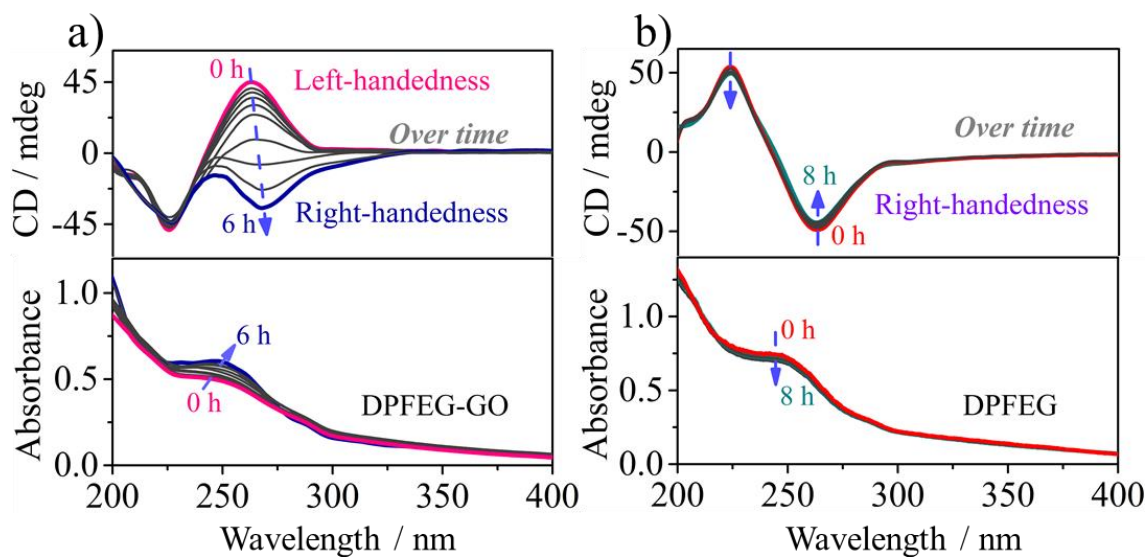 a)
0 h
Left-handedness
Over time
6 h
Right-handedness
45
0
-45
CD / mdeg
6 h
0 h
DPFEG-GO
1.0
0.5
0.0
Absorbance
200 250 300 350 400
Wavelength / nm
b)
Over time
8 h
0 h
Right-handedness
50
0
-50
CD / mdeg
0 h
8 h
DPFEG
1.0
0.5
0.0
Absorbance
200 250 300 350 400
Wavelength / nm